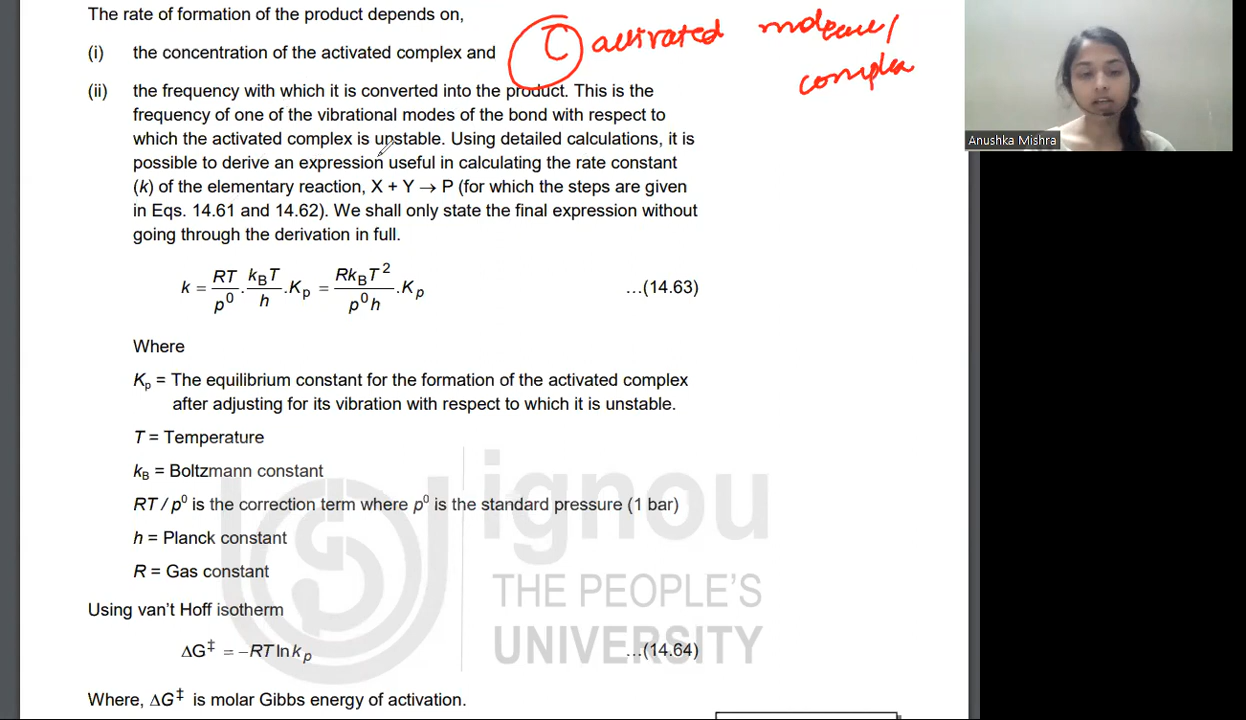 The rate of formation of the product depends on,
(i) the concentration of the activated complex and
C activated molecule/
complex
(ii) the frequency with which it is converted into the product. This is the
frequency of one of the vibrational modes of the bond with respect to
which the activated complex is unstable. Using detailed calculations, it is
possible to derive an expression useful in calculating the rate constant
(k) of the elementary reaction, X + Y → P (for which the steps are given
in Eqs. 14.61 and 14.62). We shall only state the final expression without
going through the derivation in full.
k = RT/p⁰ . k_BT/h . K_p = Rk_BT²/p⁰h . K_p ...(14.63)
Where
K_p = The equilibrium constant for the formation of the activated complex
after adjusting for its vibration with respect to which it is unstable.
T = Temperature
k_B = Boltzmann constant
RT / p⁰ is the correction term where p⁰ is the standard pressure (1 bar)
h = Planck constant
R = Gas constant
Using van't Hoff isotherm
ΔG‡ = −RT ln k_p ...(14.64)
Where, ΔG‡ is molar Gibbs energy of activation.
ignou
THE PEOPLE'S
UNIVERSITY
Anushka Mishra